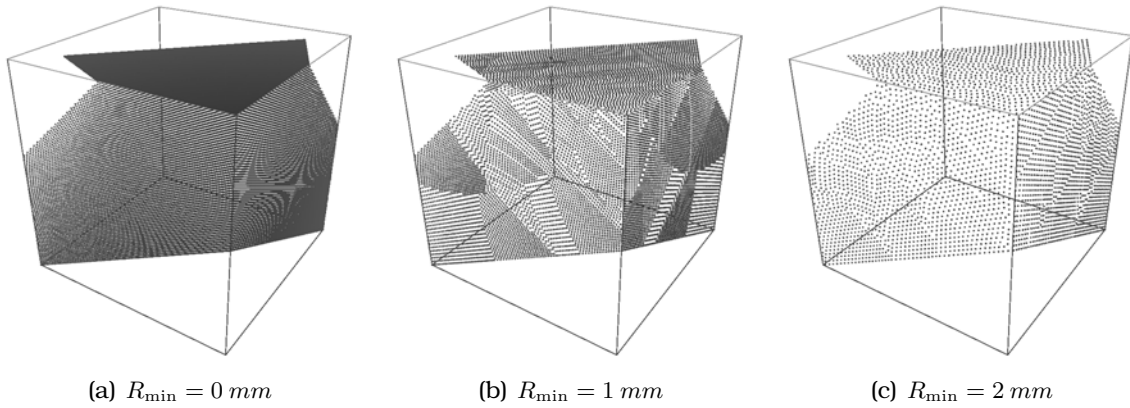 (a) R_min = 0 mm
(b) R_min = 1 mm
(c) R_min = 2 mm